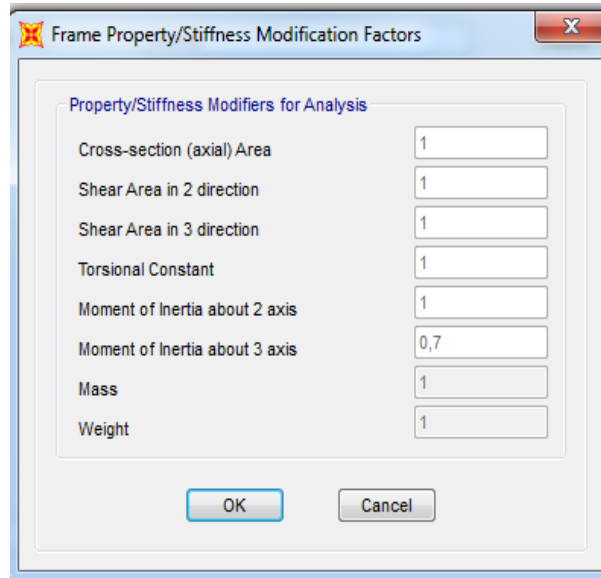 Frame Property/Stiffness Modification Factors
Property/Stiffness Modifiers for Analysis
Cross-section (axial) Area 1
Shear Area in 2 direction 1
Shear Area in 3 direction 1
Torsional Constant 1
Moment of Inertia about 2 axis 1
Moment of Inertia about 3 axis 0,7
Mass 1
Weight 1
OK Cancel